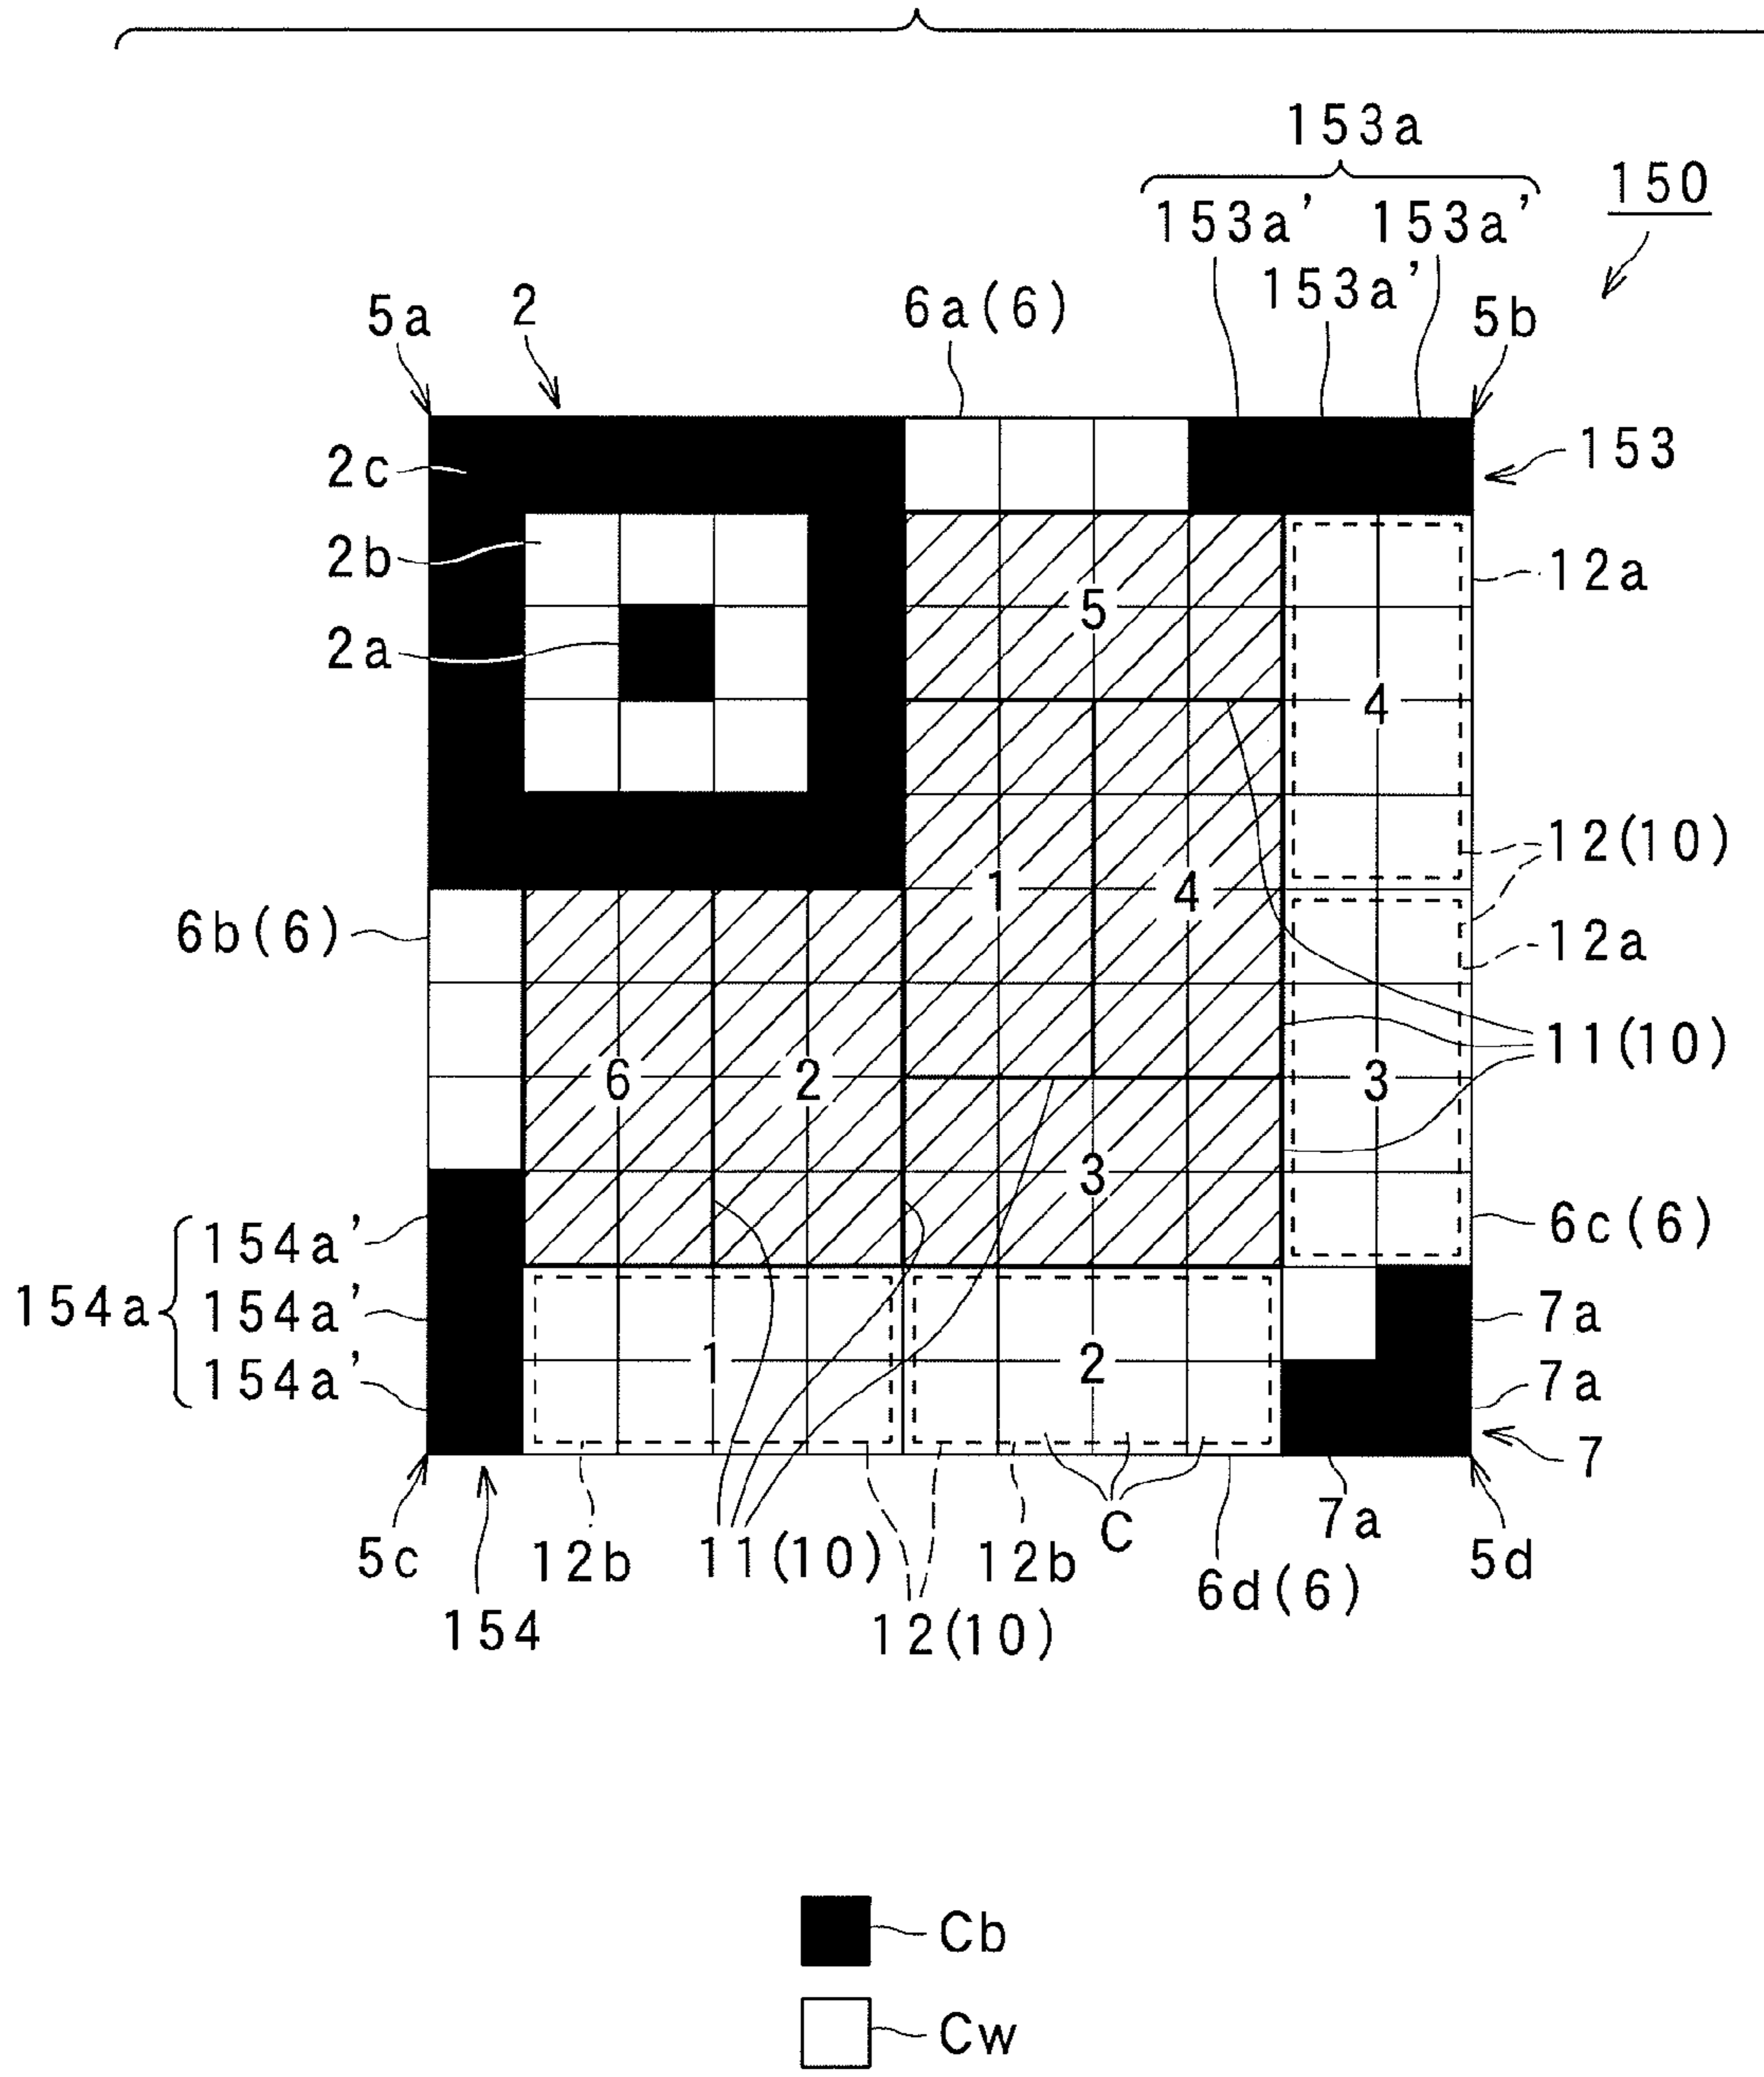 153a
150
153a' 153a'
153a'
5a 2 6a(6) 5b
2c 153
2b 12a
5
2a
4
12(10)
1 4
6b(6) 12a
11(10)
6 2 3
3
154a' 6c(6)
154a 154a' 7a
1 2
154a' 7a
7
7a
C
5c 12b 11(10) 12b 5d
6d(6)
154 12(10)
Cb
Cw